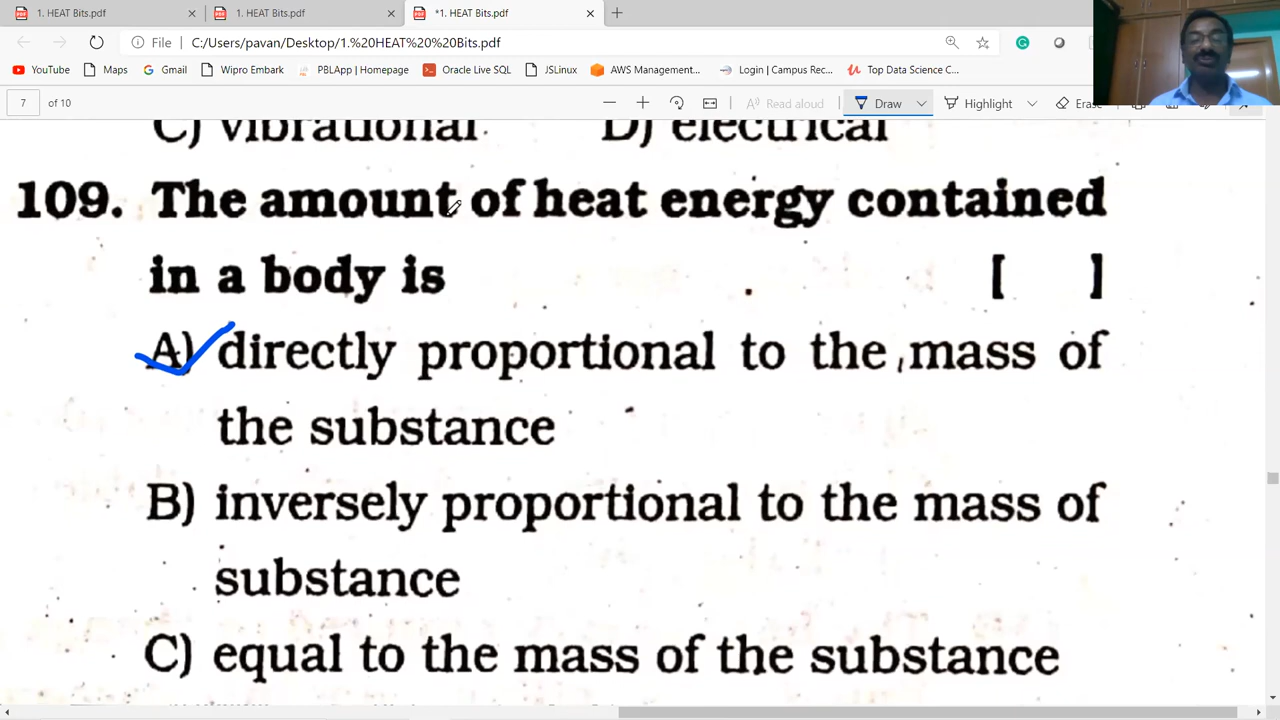 1. HEAT Bits.pdf
1. HEAT Bits.pdf
*1. HEAT Bits.pdf
File C:/Users/pavan/Desktop/1.%20HEAT%20%20Bits.pdf
YouTube Maps Gmail Wipro Embark PBLApp | Homepage Oracle Live SQL JSLinux AWS Management... Login | Campus Rec... Top Data Science C...
7 of 10 Read aloud Draw Highlight Erase
C) vibrational D) electrical
109. The amount of heat energy contained
in a body is [ ]
A) directly proportional to the mass of
the substance
B) inversely proportional to the mass of
substance
C) equal to the mass of the substance